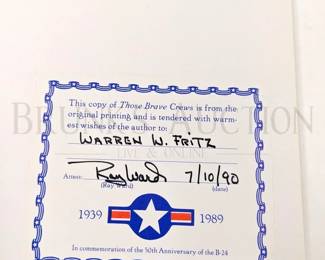 This copy of Those Brave Crews is from the
original printing and is tendered with warm-
est wishes of the author to:
WARREN W. FRITZ
LIVE & ONLINE
Attest: Ray Ward 7/10/90
(Ray Ward) (date)
1939 1989
In commemoration of the 50th Anniversary of the B-24